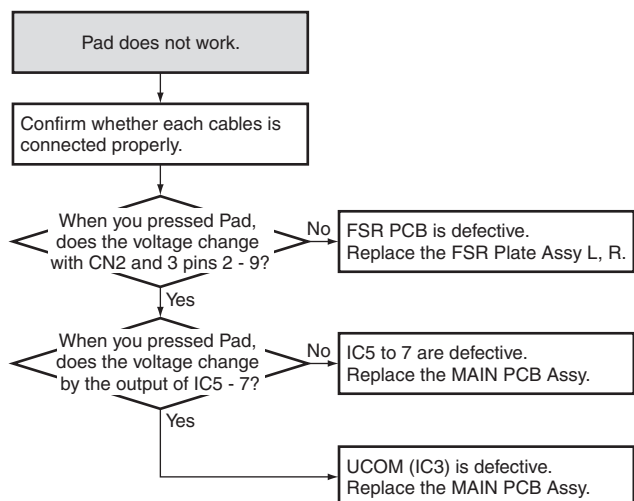 Pad does not work.
Confirm whether each cables is
connected properly.
When you pressed Pad,
does the voltage change
with CN2 and 3 pins 2 - 9?
No
FSR PCB is defective.
Replace the FSR Plate Assy L, R.
Yes
When you pressed Pad,
does the voltage change
by the output of IC5 - 7?
No
IC5 to 7 are defective.
Replace the MAIN PCB Assy.
Yes
UCOM (IC3) is defective.
Replace the MAIN PCB Assy.